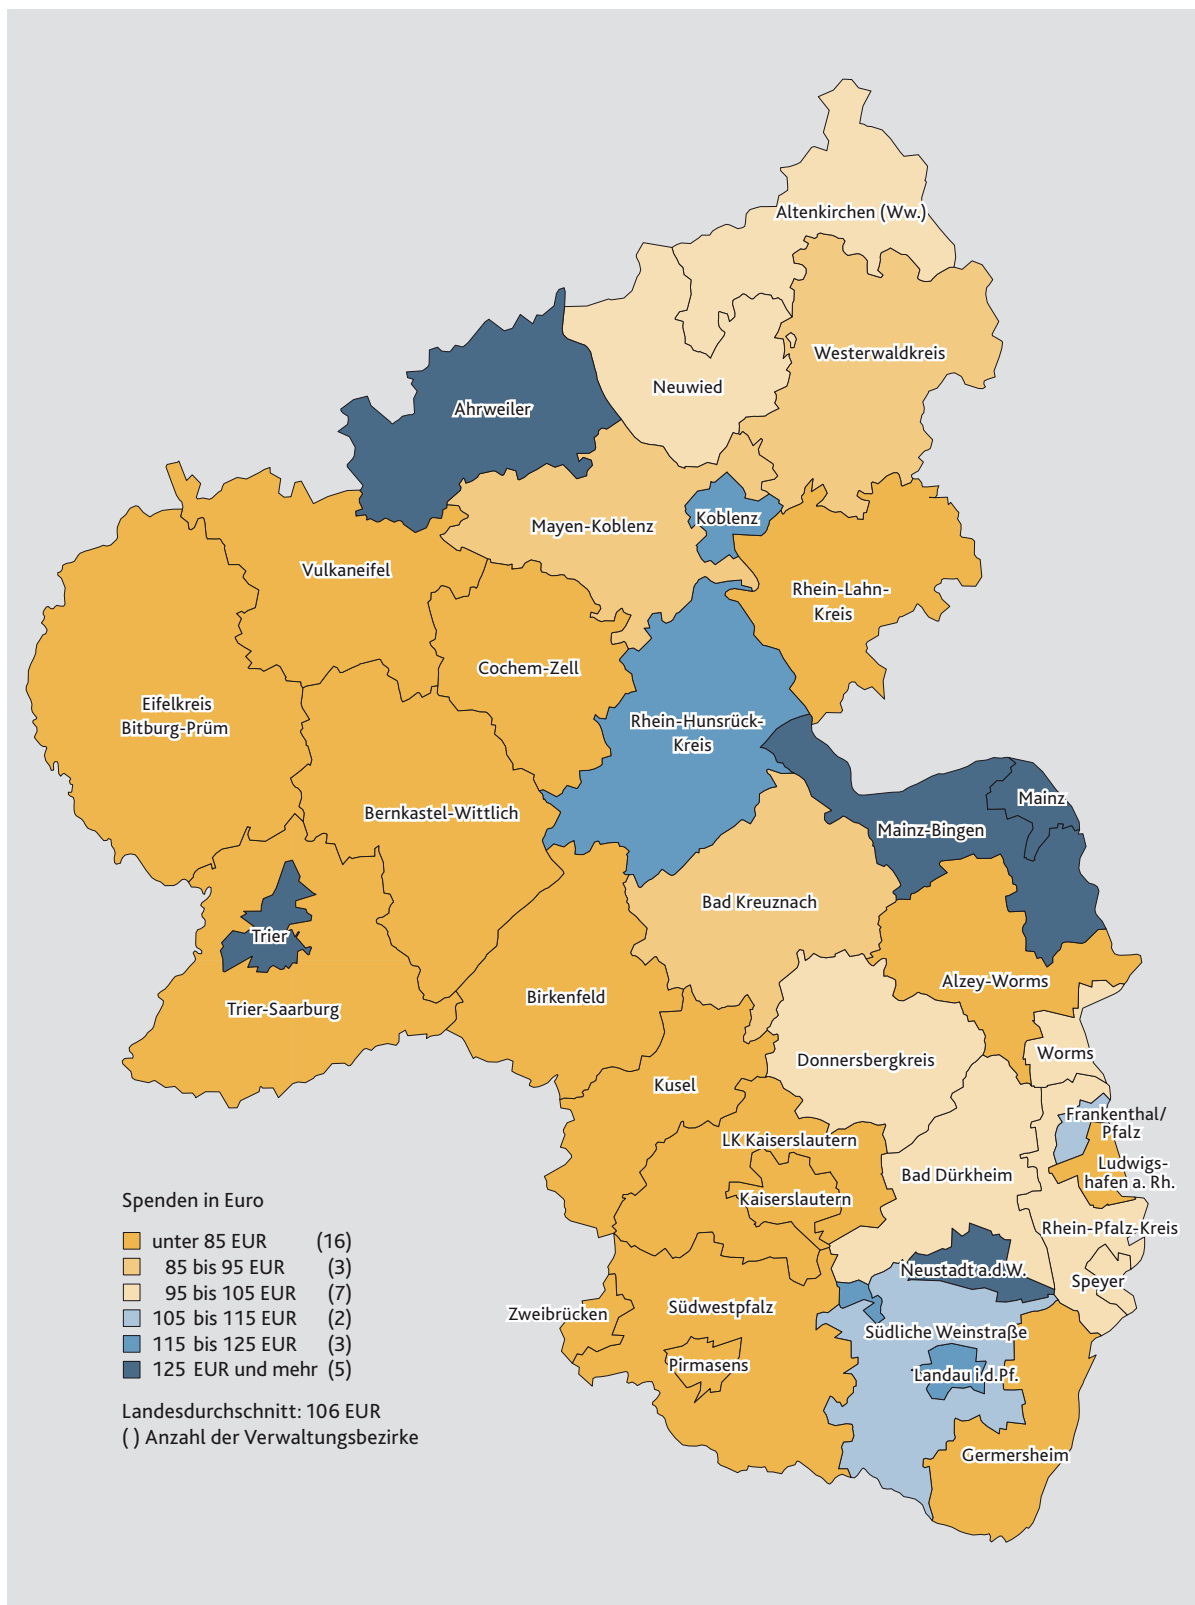 Altenkirchen (Ww.)
Westerwaldkreis
Neuwied
Ahrweiler
Koblenz
Mayen-Koblenz
Vulkaneifel
Rhein-Lahn-
Kreis
Cochem-Zell
Eifelkreis
Bitburg-Prüm
Rhein-Hunsrück-
Kreis
Mainz
Bernkastel-Wittlich
Mainz-Bingen
Bad Kreuznach
Trier
Alzey-Worms
Birkenfeld
Trier-Saarburg
Worms
Donnersbergkreis
Kusel
Frankenthal/
Pfalz
LK Kaiserslautern
Ludwigs-
hafen a. Rh.
Bad Dürkheim
Kaiserslautern
Rhein-Pfalz-Kreis
Neustadt a.d.W.
Speyer
Südwestpfalz
Zweibrücken
Südliche Weinstraße
Pirmasens
Landau i.d.Pf.
Germersheim
Spenden in Euro
unter 85 EUR (16)
85 bis 95 EUR (3)
95 bis 105 EUR (7)
105 bis 115 EUR (2)
115 bis 125 EUR (3)
125 EUR und mehr (5)
Landesdurchschnitt: 106 EUR
( ) Anzahl der Verwaltungsbezirke